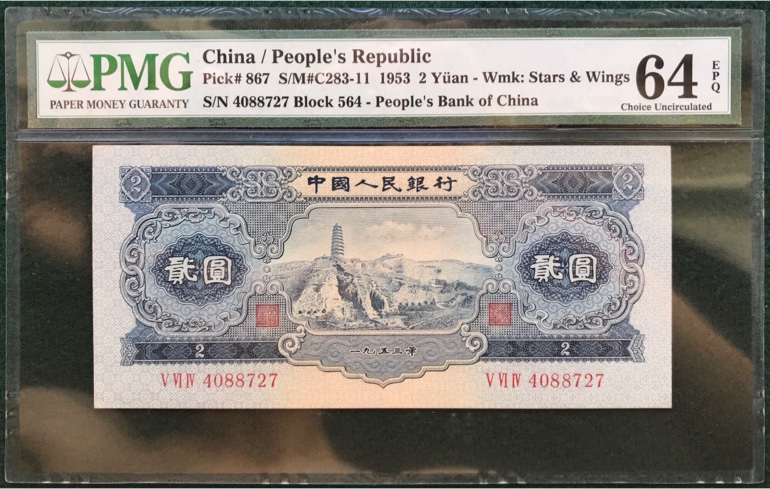 PMG
PAPER MONEY GUARANTY
China / People's Republic
Pick# 867 S/M#C283-11 1953 2 Yüan - Wmk: Stars & Wings
S/N 4088727 Block 564 - People's Bank of China
64
EPQ
Choice Uncirculated
2 中國人民銀行 2
貳圓 貳圓
2 一九五三年 2
V VI IV 4088727 V VI IV 4088727